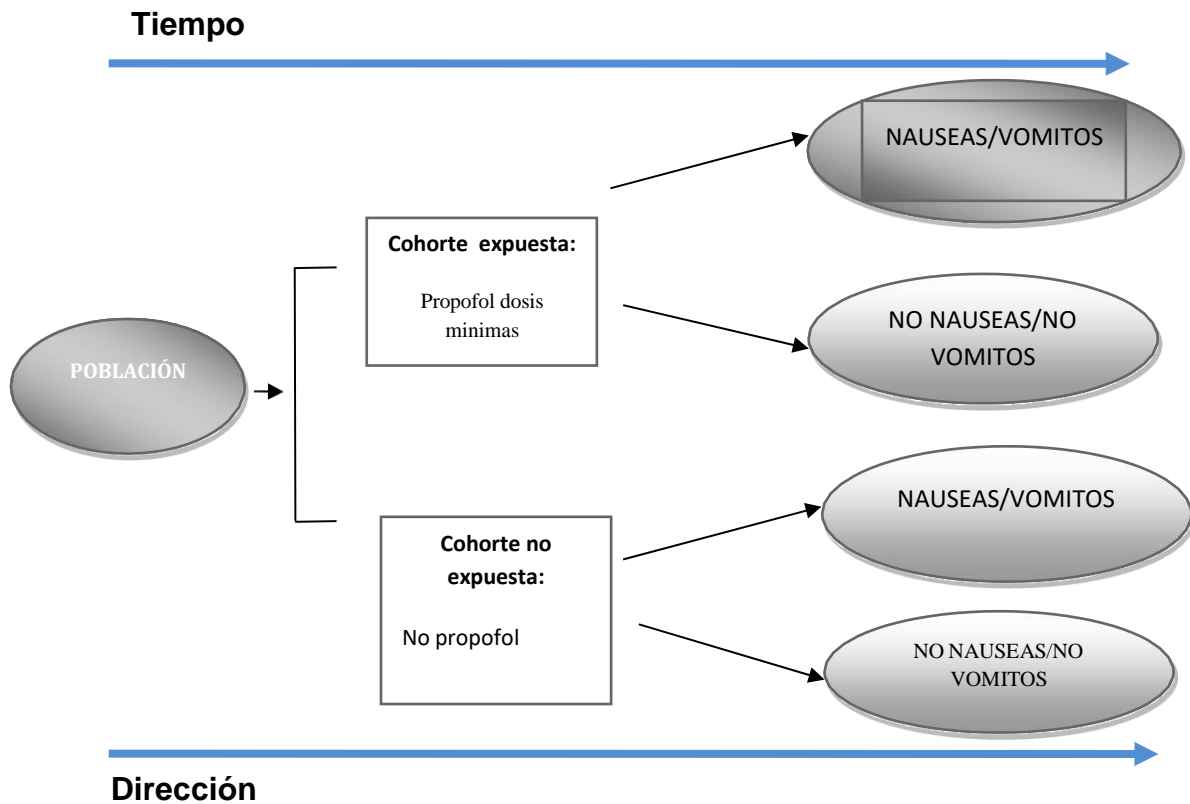 Tiempo
NAUSEAS/VOMITOS
Cohorte expuesta:
Propofol dosis
minimas
NO NAUSEAS/NO
VOMITOS
POBLACIÓN
NAUSEAS/VOMITOS
Cohorte no
expuesta:
No propofol
NO NAUSEAS/NO
VOMITOS
Dirección